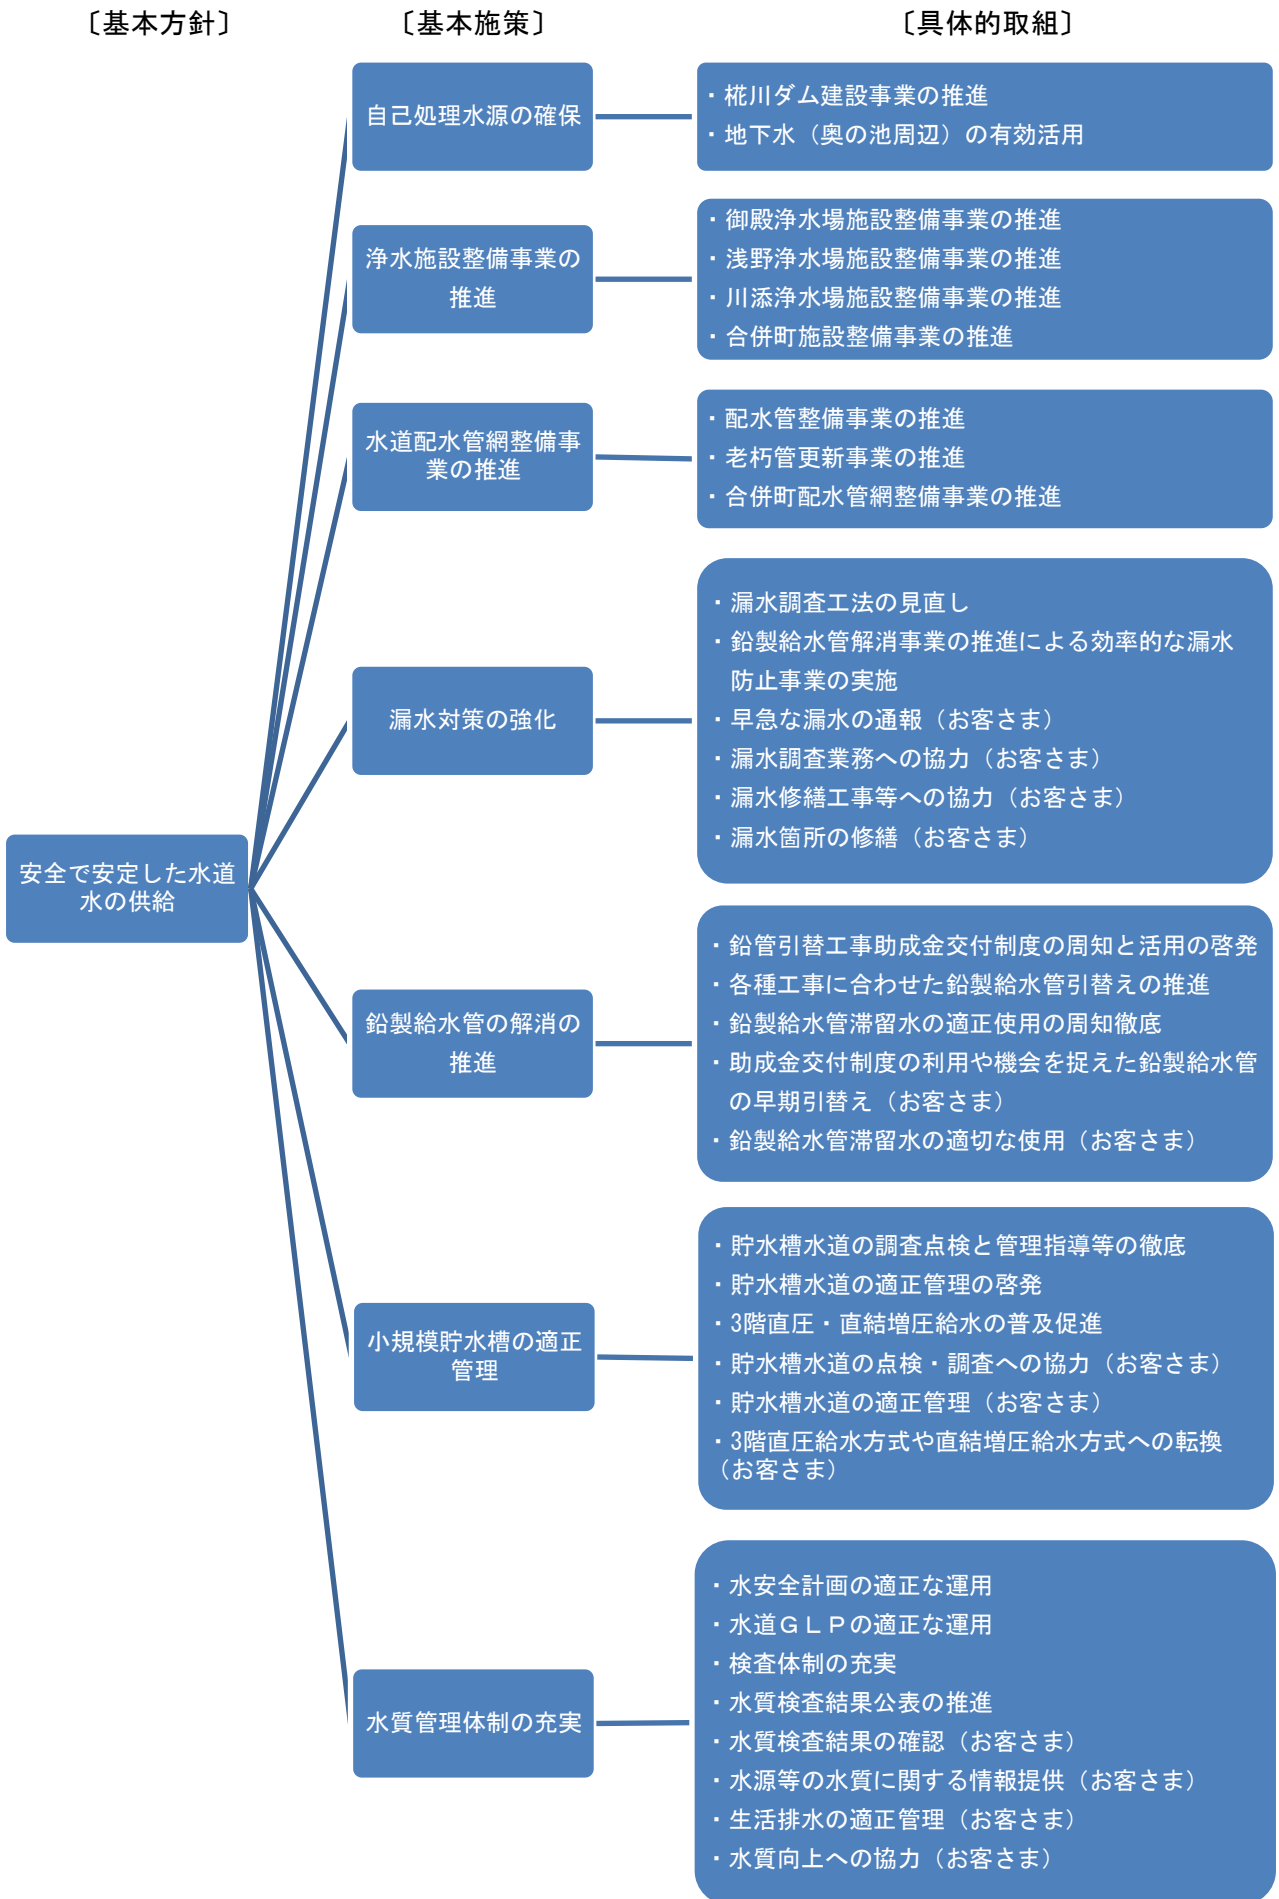 〔基本方針〕
〔基本施策〕
〔具体的取組〕
安全で安定した水道
水の供給
自己処理水源の確保
・椛川ダム建設事業の推進
・地下水（奥の池周辺）の有効活用
浄水施設整備事業の
推進
・御殿浄水場施設整備事業の推進
・浅野浄水場施設整備事業の推進
・川添浄水場施設整備事業の推進
・合併町施設整備事業の推進
水道配水管網整備事
業の推進
・配水管整備事業の推進
・老朽管更新事業の推進
・合併町配水管網整備事業の推進
漏水対策の強化
・漏水調査工法の見直し
・鉛製給水管解消事業の推進による効率的な漏水
防止事業の実施
・早急な漏水の通報（お客さま）
・漏水調査業務への協力（お客さま）
・漏水修繕工事等への協力（お客さま）
・漏水箇所の修繕（お客さま）
鉛製給水管の解消の
推進
・鉛管引替工事助成金交付制度の周知と活用の啓発
・各種工事に合わせた鉛製給水管引替えの推進
・鉛製給水管滞留水の適正使用の周知徹底
・助成金交付制度の利用や機会を捉えた鉛製給水管
の早期引替え（お客さま）
・鉛製給水管滞留水の適切な使用（お客さま）
小規模貯水槽の適正
管理
・貯水槽水道の調査点検と管理指導等の徹底
・貯水槽水道の適正管理の啓発
・3階直圧・直結増圧給水の普及促進
・貯水槽水道の点検・調査への協力（お客さま）
・貯水槽水道の適正管理（お客さま）
・3階直圧給水方式や直結増圧給水方式への転換
（お客さま）
水質管理体制の充実
・水安全計画の適正な運用
・水道ＧＬＰの適正な運用
・検査体制の充実
・水質検査結果公表の推進
・水質検査結果の確認（お客さま）
・水源等の水質に関する情報提供（お客さま）
・生活排水の適正管理（お客さま）
・水質向上への協力（お客さま）